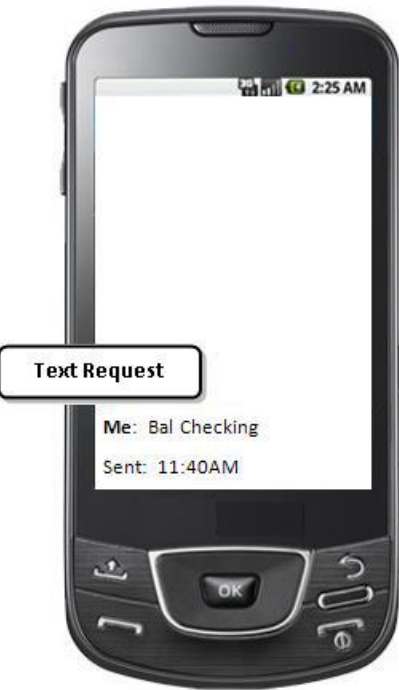 2:25 AM
Text Request
Me: Bal Checking
Sent: 11:40AM
OK